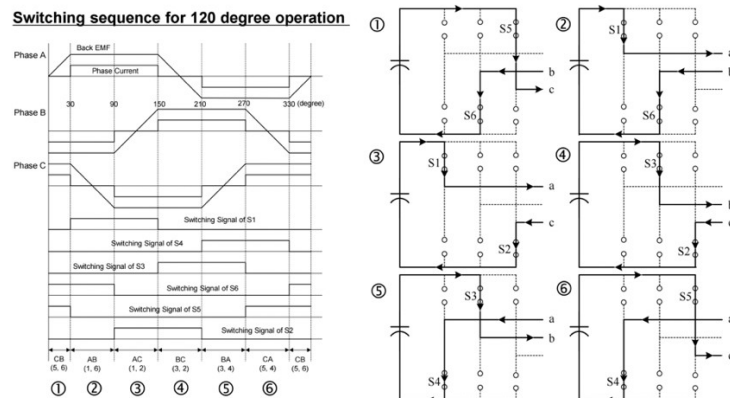 Switching sequence for 120 degree operation
Phase A
Back EMF
Phase Current
30 90 150 210 270 330 (degree)
Phase B
Phase C
Switching Signal of S1
Switching Signal of S4
Switching Signal of S3
Switching Signal of S6
Switching Signal of S5
Switching Signal of S2
CB AB AC BC BA CA CB
(5, 6) (1, 6) (1, 2) (3, 2) (3, 4) (5, 4) (5, 6)
① ② ③ ④ ⑤ ⑥
①
S5
b
S6
c
②
S1
a
b
S6
③
S1
a
c
S2
④
S3
b
c
S2
⑤
S3
a
b
S4
⑥
S5
a
c
S4